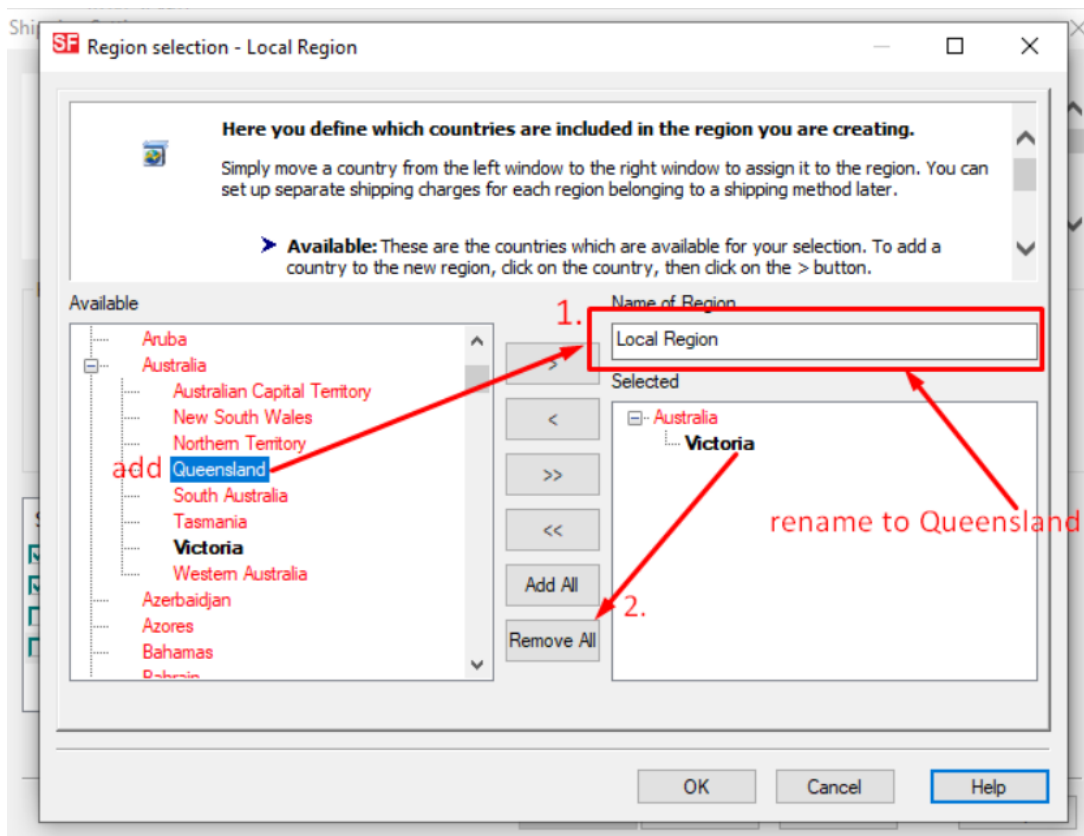 Shi
SF Region selection - Local Region
Here you define which countries are included in the region you are creating.
Simply move a country from the left window to the right window to assign it to the region. You can
set up separate shipping charges for each region belonging to a shipping method later.
Available: These are the countries which are available for your selection. To add a
country to the new region, click on the country, then click on the > button.
Available
Name of Region
1.
Local Region
Aruba
Australia
Australian Capital Territory
New South Wales
Northern Territory
add Queensland
South Australia
Tasmania
Victoria
Western Australia
Azerbaijan
Azores
Bahamas
Bahrain
>
<
>>
<<
Add All
2.
Remove All
Selected
Australia
Victoria
rename to Queensland
OK
Cancel
Help